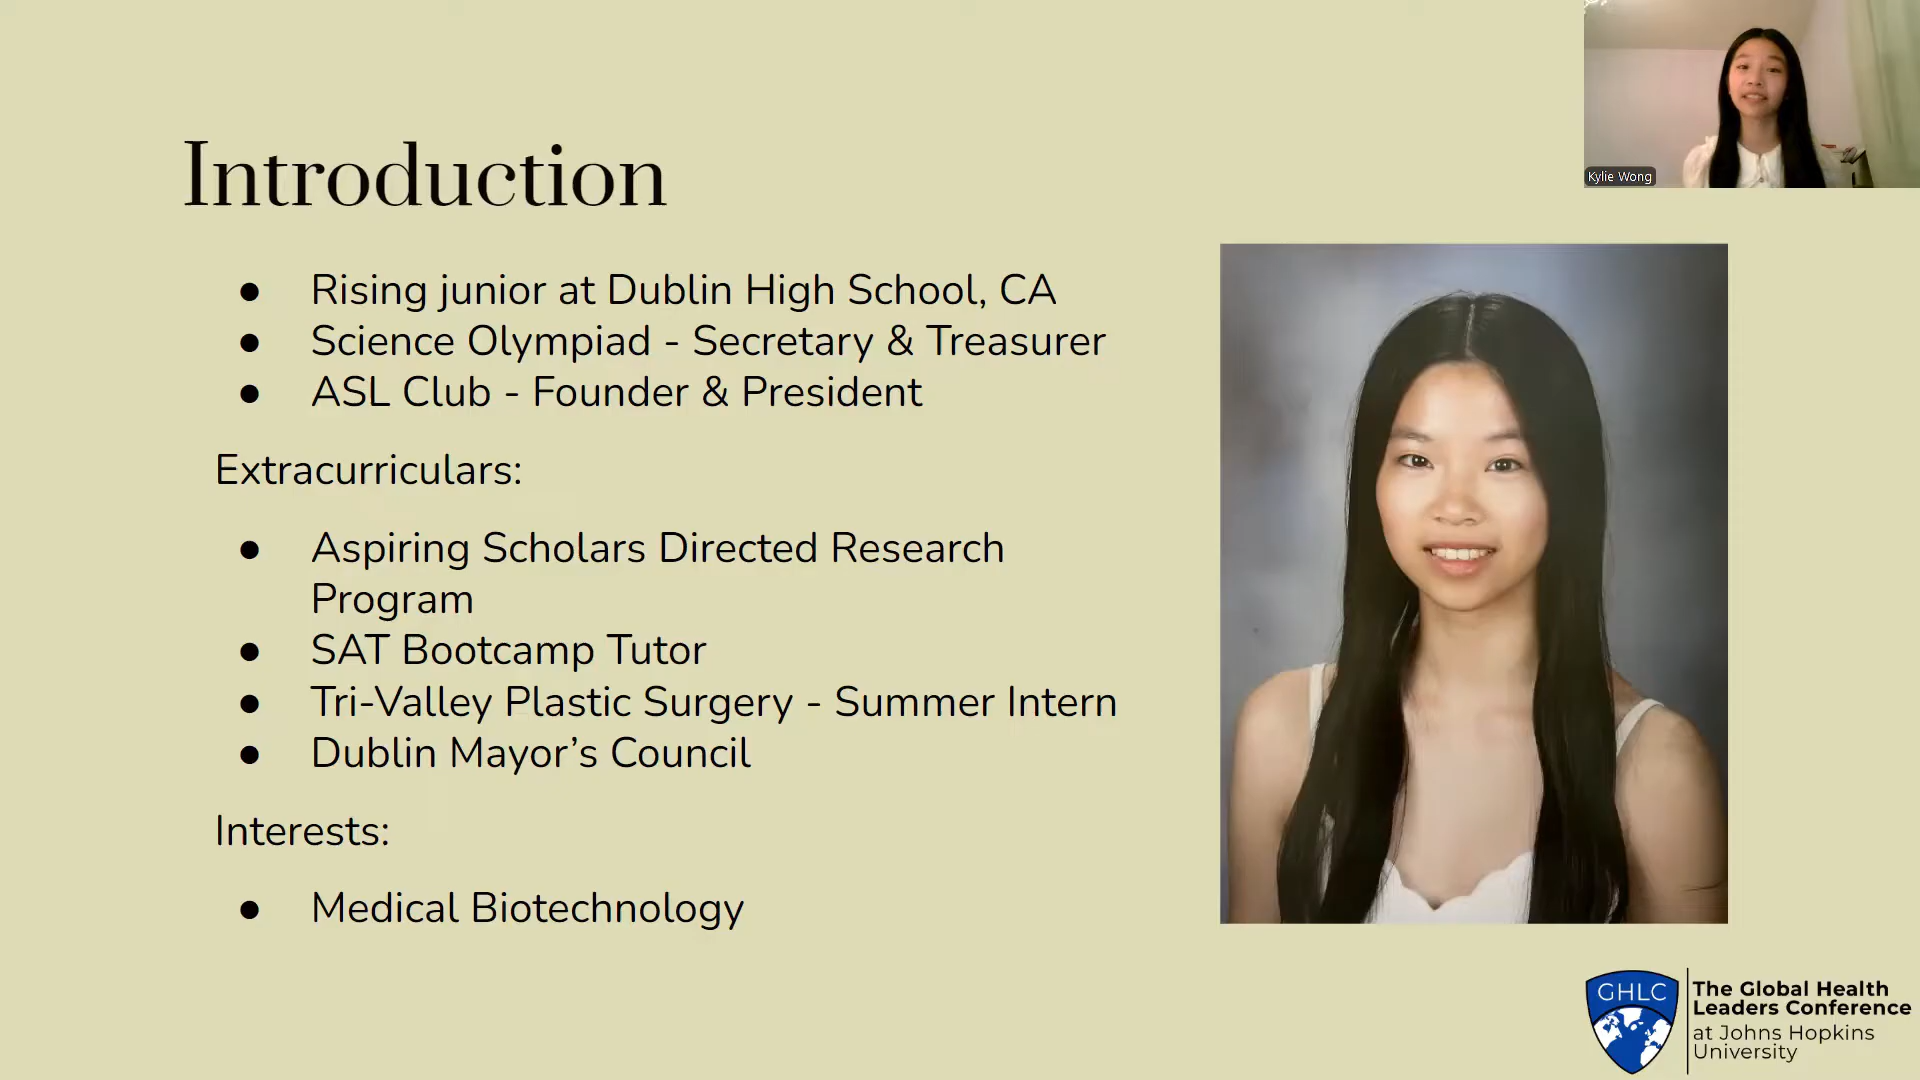 Kylie Wong
Introduction
● Rising junior at Dublin High School, CA
● Science Olympiad - Secretary & Treasurer
● ASL Club - Founder & President
Extracurriculars:
● Aspiring Scholars Directed Research
Program
● SAT Bootcamp Tutor
● Tri-Valley Plastic Surgery - Summer Intern
● Dublin Mayor’s Council
Interests:
● Medical Biotechnology
GHLC
The Global Health
Leaders Conference
at Johns Hopkins
University